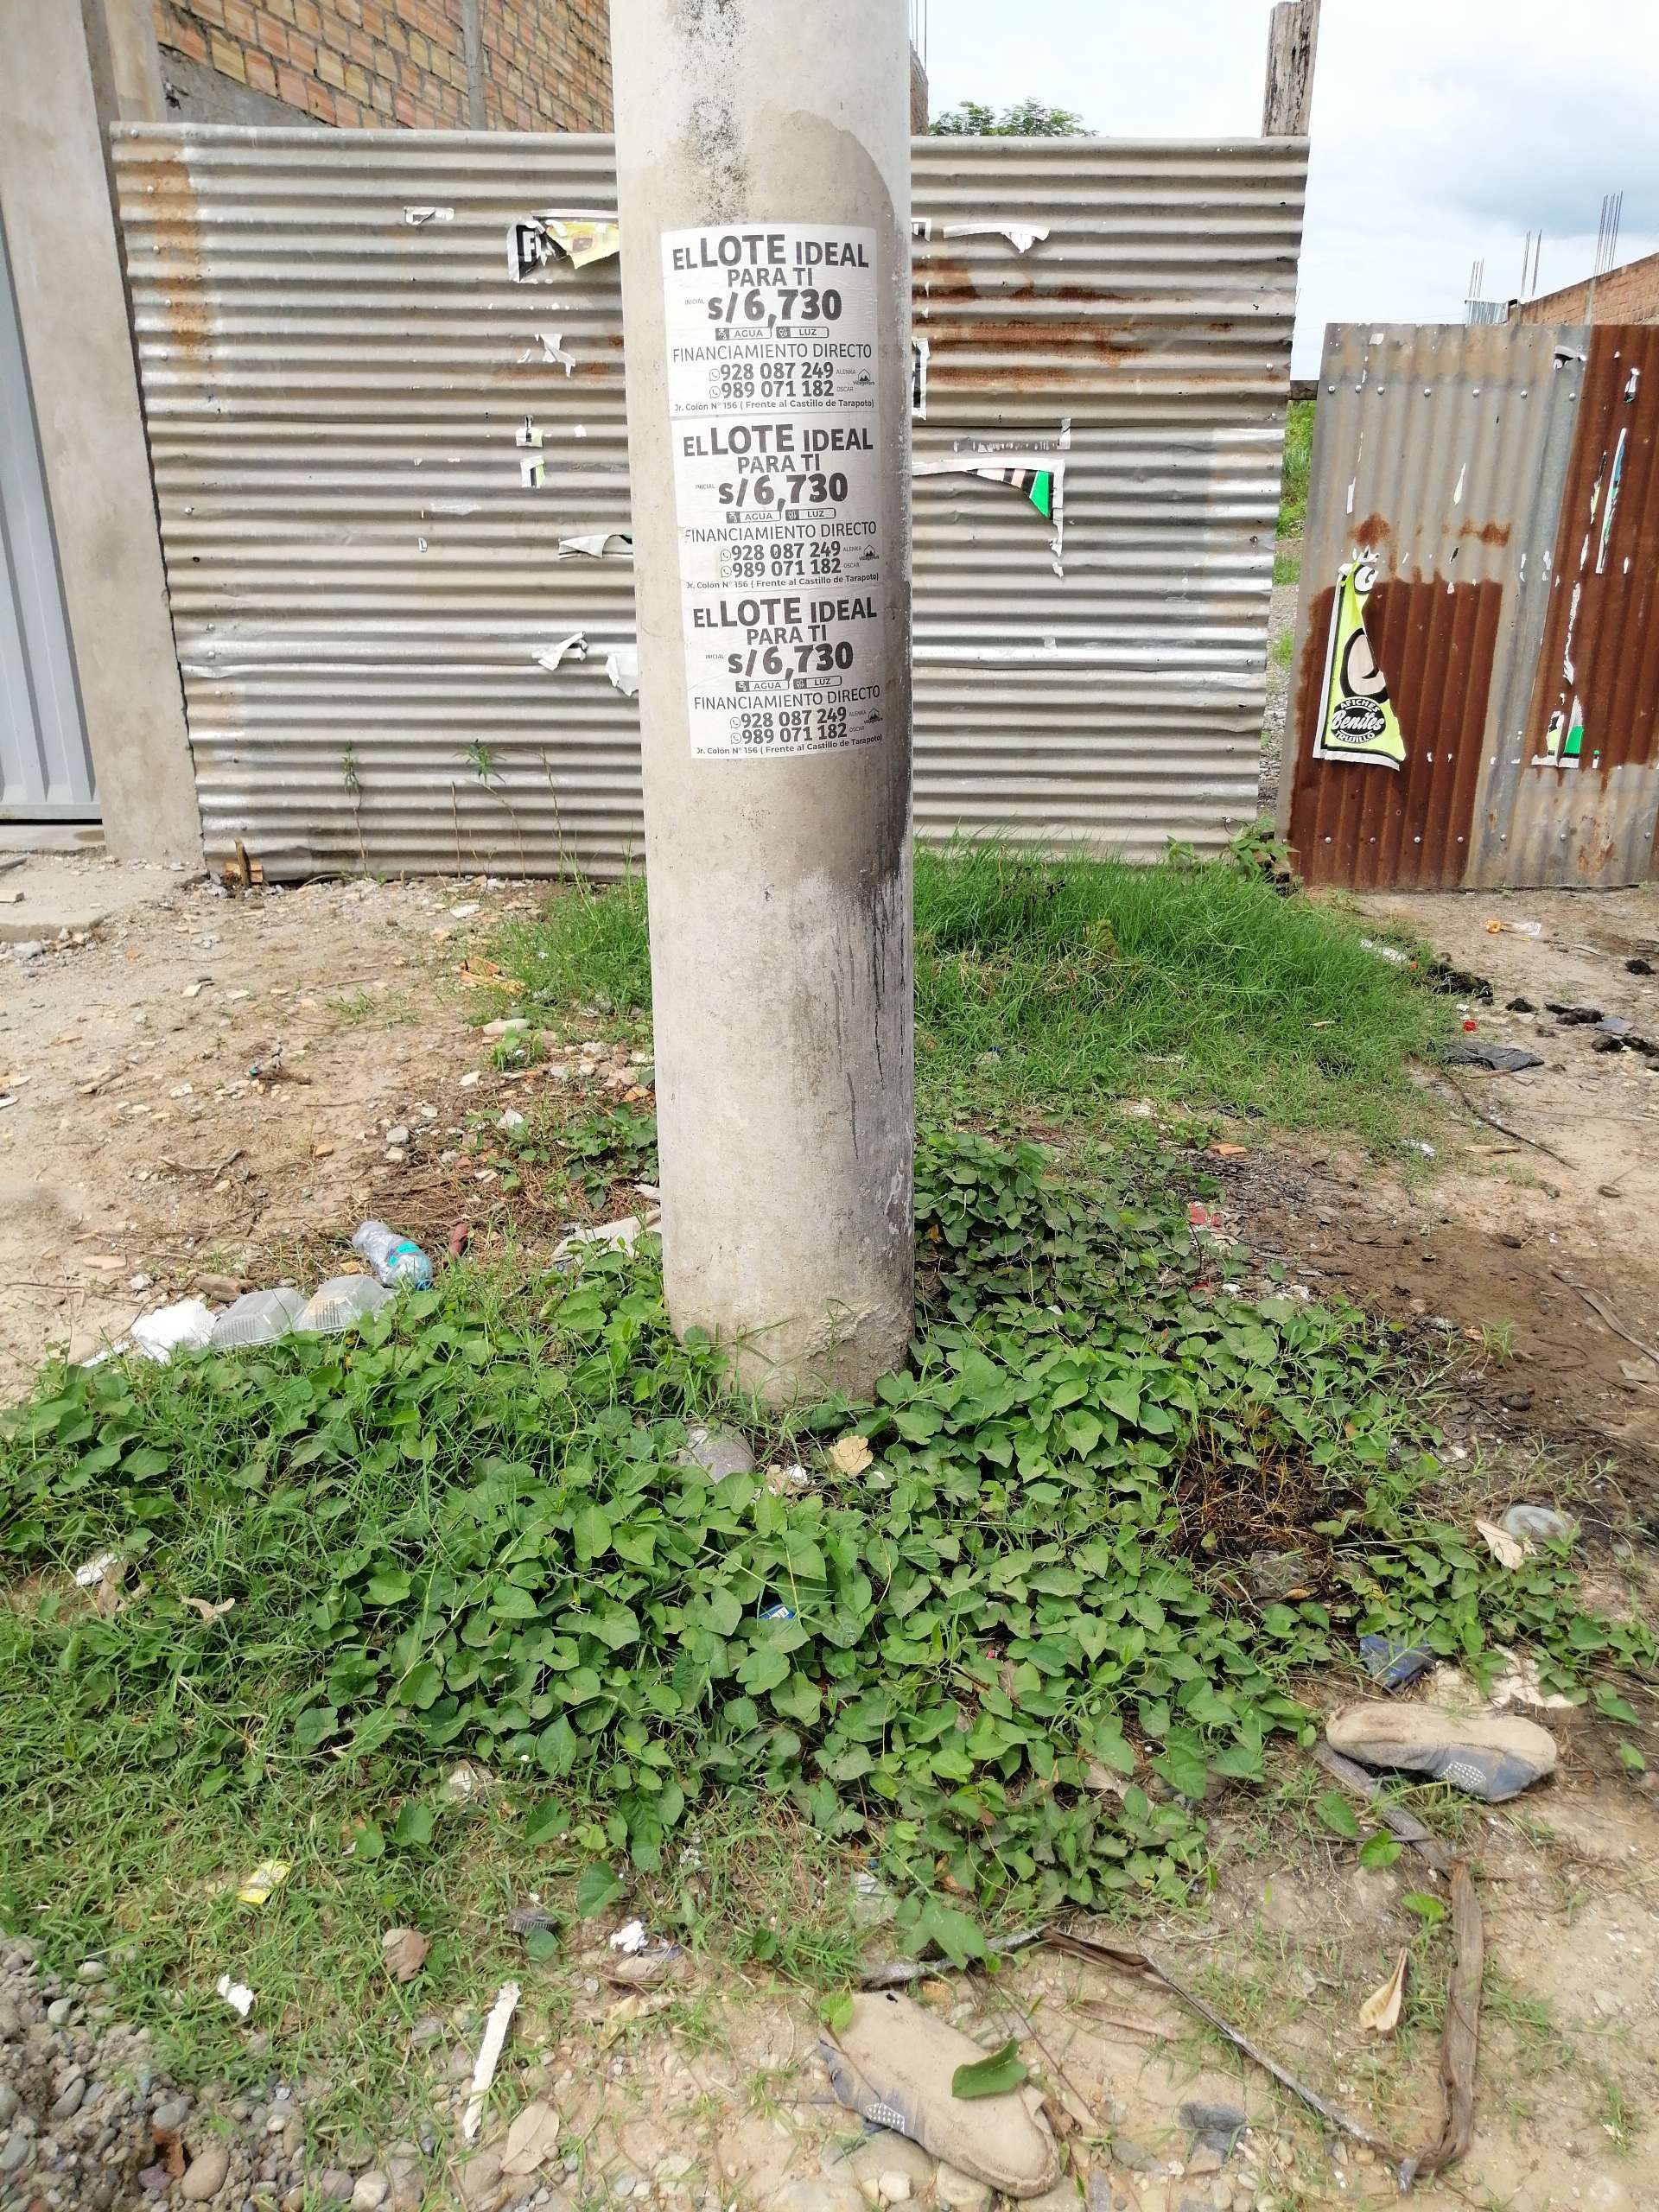 EL LOTE IDEAL
PARA TI
INICIAL S/6,730
AGUA LUZ
FINANCIAMIENTO DIRECTO
928 087 249 ALENKA
989 071 182 OSCAR
Jr. Colón N° 156 ( Frente al Castillo de Tarapoto)
EL LOTE IDEAL
PARA TI
INICIAL S/6,730
AGUA LUZ
FINANCIAMIENTO DIRECTO
928 087 249 ALENKA
989 071 182 OSCAR
Jr. Colón N° 156 ( Frente al Castillo de Tarapoto)
EL LOTE IDEAL
PARA TI
INICIAL S/6,730
AGUA LUZ
FINANCIAMIENTO DIRECTO
928 087 249 ALENKA
989 071 182 OSCAR
Jr. Colón N° 156 ( Frente al Castillo de Tarapoto)
AFICHES
Benites
TRUJILLO